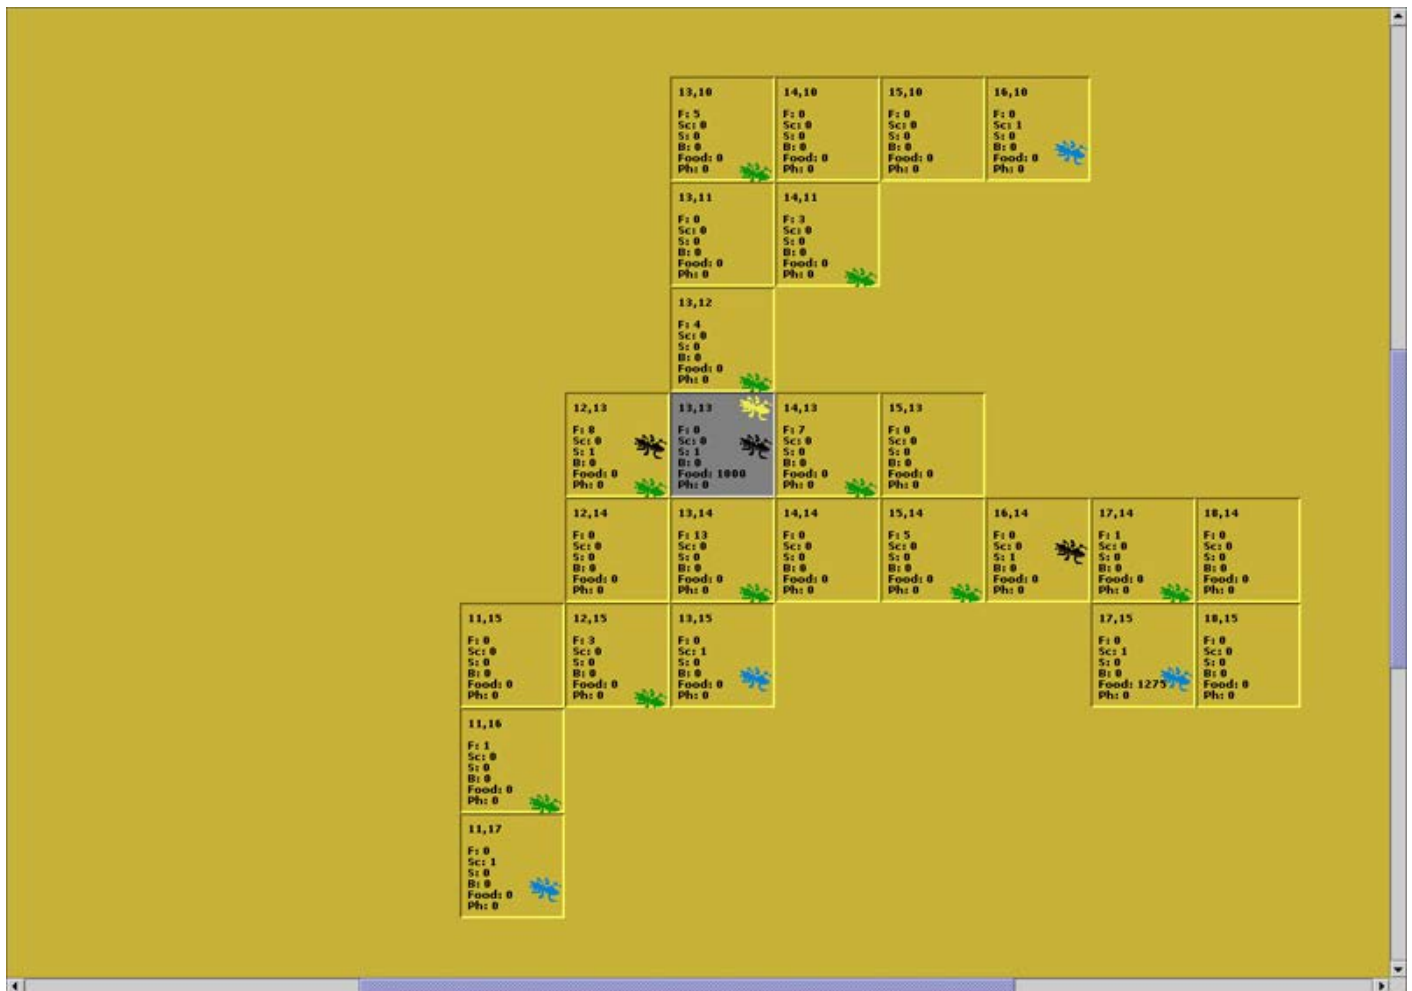 13,10
F: 5
Sc: 0
S: 0
B: 0
Food: 0
Ph: 0
14,10
F: 0
Sc: 0
S: 0
B: 0
Food: 0
Ph: 0
15,10
F: 0
Sc: 0
S: 0
B: 0
Food: 0
Ph: 0
16,10
F: 0
Sc: 1
S: 0
B: 0
Food: 0
Ph: 0
13,11
F: 0
Sc: 0
S: 0
B: 0
Food: 0
Ph: 0
14,11
F: 3
Sc: 0
S: 0
B: 0
Food: 0
Ph: 0
13,12
F: 4
Sc: 0
S: 0
B: 0
Food: 0
Ph: 0
12,13
F: 8
Sc: 0
S: 1
B: 0
Food: 0
Ph: 0
13,13
F: 0
Sc: 0
S: 1
B: 0
Food: 1000
Ph: 0
14,13
F: 7
Sc: 0
S: 0
B: 0
Food: 0
Ph: 0
15,13
F: 0
Sc: 0
S: 0
B: 0
Food: 0
Ph: 0
12,14
F: 0
Sc: 0
S: 0
B: 0
Food: 0
Ph: 0
13,14
F: 13
Sc: 0
S: 0
B: 0
Food: 0
Ph: 0
14,14
F: 0
Sc: 0
S: 0
B: 0
Food: 0
Ph: 0
15,14
F: 5
Sc: 0
S: 0
B: 0
Food: 0
Ph: 0
16,14
F: 0
Sc: 0
S: 1
B: 0
Food: 0
Ph: 0
17,14
F: 1
Sc: 0
S: 0
B: 0
Food: 0
Ph: 0
18,14
F: 0
Sc: 0
S: 0
B: 0
Food: 0
Ph: 0
11,15
F: 0
Sc: 0
S: 0
B: 0
Food: 0
Ph: 0
12,15
F: 3
Sc: 0
S: 0
B: 0
Food: 0
Ph: 0
13,15
F: 0
Sc: 1
S: 0
B: 0
Food: 0
Ph: 0
17,15
F: 0
Sc: 1
S: 0
B: 0
Food: 1275
Ph: 0
18,15
F: 0
Sc: 0
S: 0
B: 0
Food: 0
Ph: 0
11,16
F: 1
Sc: 0
S: 0
B: 0
Food: 0
Ph: 0
11,17
F: 0
Sc: 1
S: 0
B: 0
Food: 0
Ph: 0